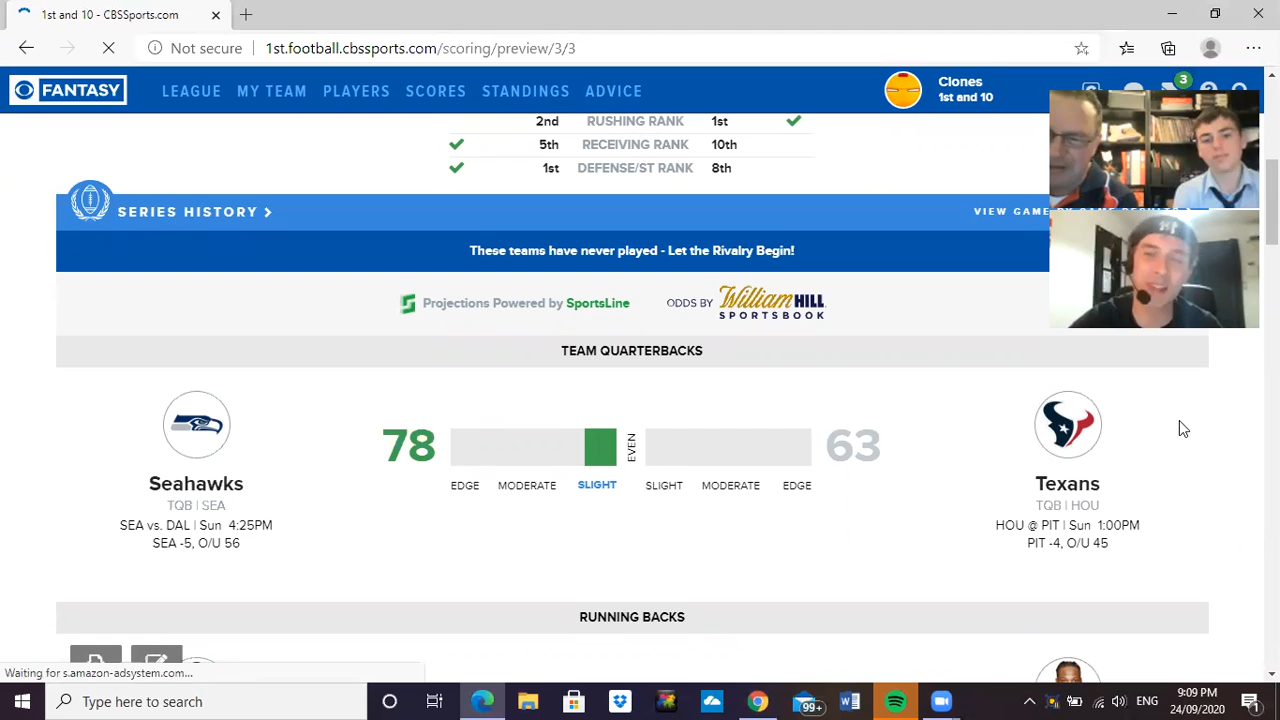 1st and 10 - CBSSports.com
Not secure 1st.football.cbssports.com/scoring/preview/3/3
FANTASY LEAGUE MY TEAM PLAYERS SCORES STANDINGS ADVICE
Clones
1st and 10
3
2nd RUSHING RANK 1st
5th RECEIVING RANK 10th
1st DEFENSE/ST RANK 8th
SERIES HISTORY
VIEW GAME
These teams have never played - Let the Rivalry Begin!
Projections Powered by SportsLine ODDS BY William HILL
SPORTSBOOK
TEAM QUARTERBACKS
78 EVEN 63
EDGE MODERATE SLIGHT SLIGHT MODERATE EDGE
Seahawks
TQB | SEA
SEA vs. DAL | Sun 4:25PM
SEA -5, O/U 56
Texans
TQB | HOU
HOU @ PIT | Sun 1:00PM
PIT -4, O/U 45
RUNNING BACKS
Waiting for s.amazon-adsystem.com...
Type here to search
99+
ENG
9:09 PM
24/09/2020
1